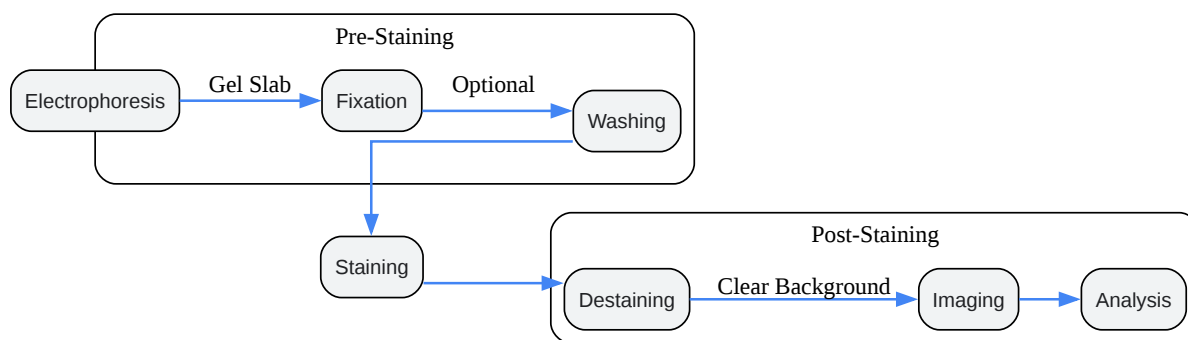 Pre-Staining
Electrophoresis
Gel Slab
Fixation
Optional
Washing
Staining
Post-Staining
Destaining
Clear Background
Imaging
Analysis